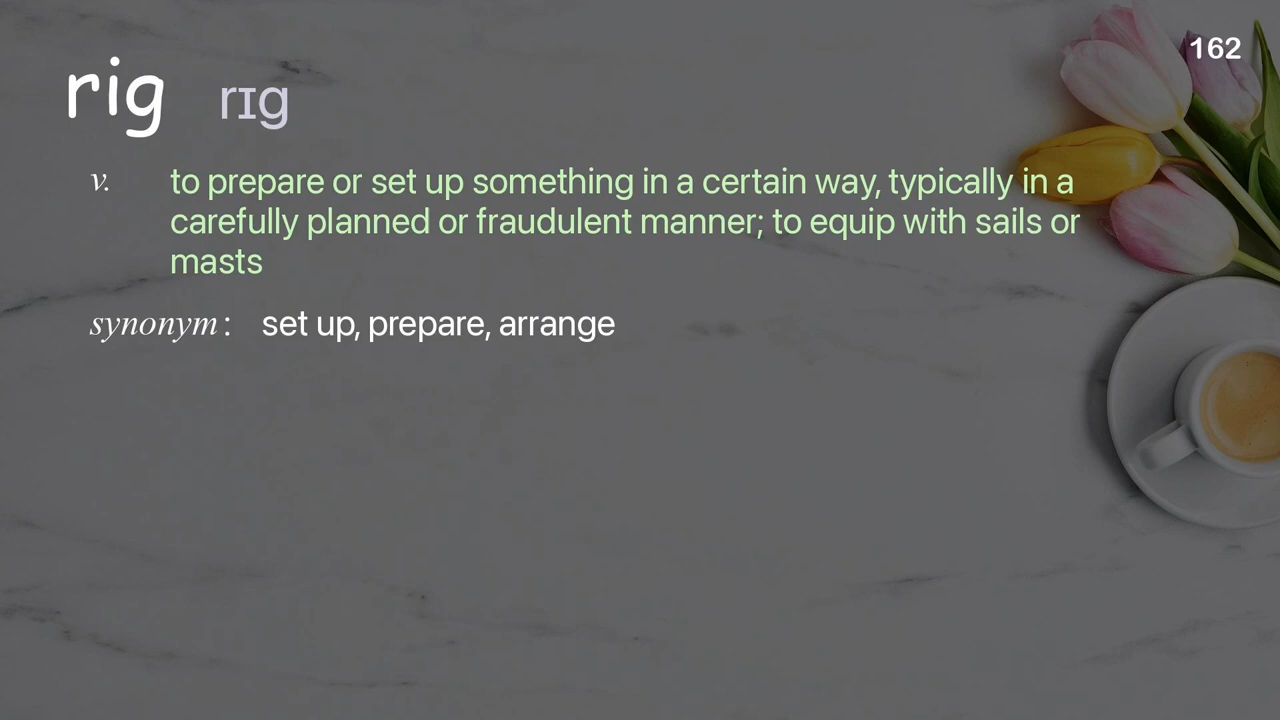 162
rig rɪg
v. to prepare or set up something in a certain way, typically in a
carefully planned or fraudulent manner; to equip with sails or
masts
synonym: set up, prepare, arrange